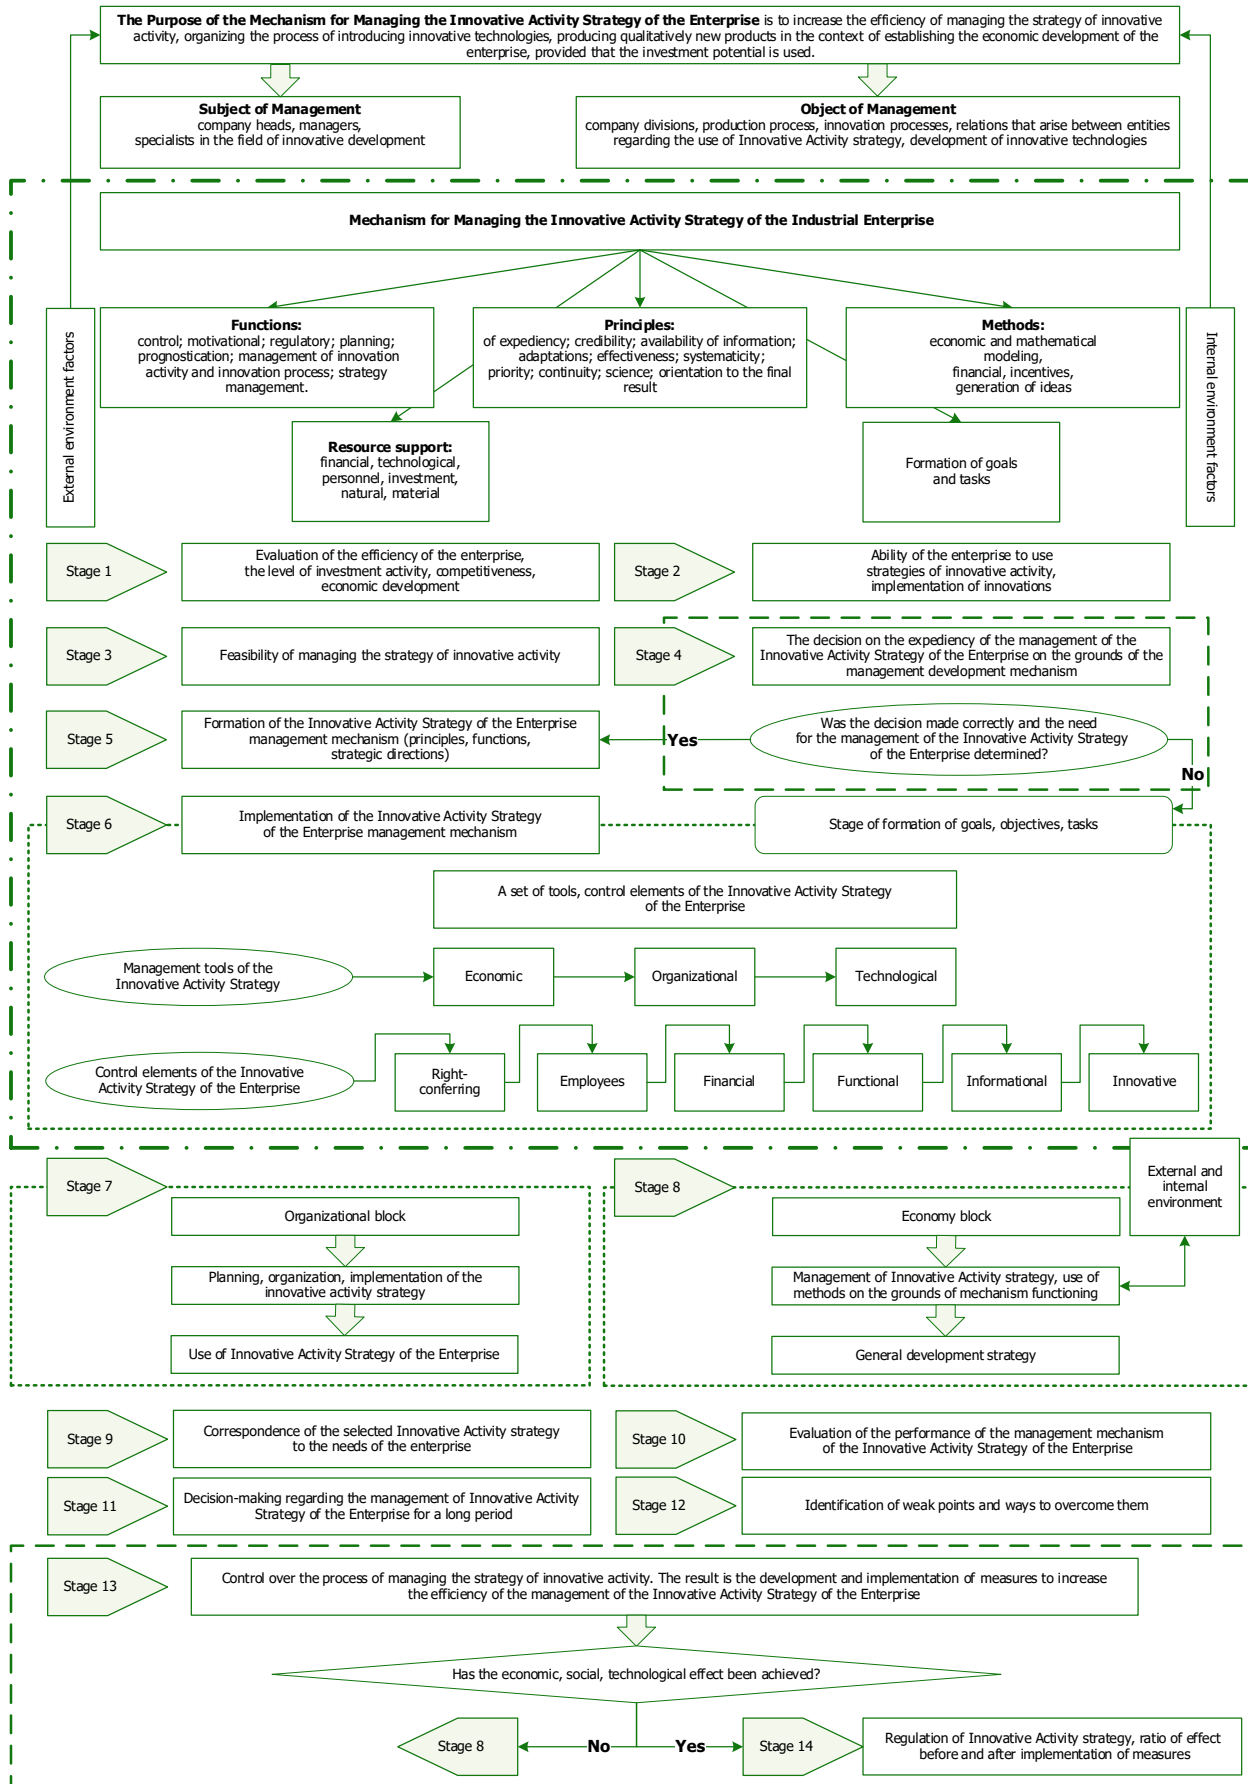 The Purpose of the Mechanism for Managing the Innovative Activity Strategy of the Enterprise is to increase the efficiency of managing the strategy of innovative
activity, organizing the process of introducing innovative technologies, producing qualitatively new products in the context of establishing the economic development of the
enterprise, provided that the investment potential is used.
Subject of Management
company heads, managers,
specialists in the field of innovative development
Object of Management
company divisions, production process, innovation processes, relations that arise between entities
regarding the use of Innovative Activity strategy, development of innovative technologies
Mechanism for Managing the Innovative Activity Strategy of the Industrial Enterprise
External environment factors
Functions:
control; motivational; regulatory; planning;
prognostication; management of innovation
activity and innovation process; strategy
management.
Principles:
of expediency; credibility; availability of information;
adaptations; effectiveness; systematicity;
priority; continuity; science; orientation to the final
result
Methods:
economic and mathematical
modeling,
financial, incentives,
generation of ideas
Internal environment factors
Resource support:
financial, technological,
personnel, investment,
natural, material
Formation of goals
and tasks
Stage 1
Evaluation of the efficiency of the enterprise,
the level of investment activity, competitiveness,
economic development
Stage 2
Ability of the enterprise to use
strategies of innovative activity,
implementation of innovations
Stage 3
Feasibility of managing the strategy of innovative activity
Stage 4
The decision on the expediency of the management of the
Innovative Activity Strategy of the Enterprise on the grounds of the
management development mechanism
Stage 5
Formation of the Innovative Activity Strategy of the Enterprise
management mechanism (principles, functions,
strategic directions)
Yes
Was the decision made correctly and the need
for the management of the Innovative Activity Strategy
of the Enterprise determined?
No
Stage 6
Implementation of the Innovative Activity Strategy
of the Enterprise management mechanism
Stage of formation of goals, objectives, tasks
A set of tools, control elements of the Innovative Activity Strategy
of the Enterprise
Management tools of the
Innovative Activity Strategy
Economic
Organizational
Technological
Control elements of the Innovative
Activity Strategy of the Enterprise
Right-
conferring
Employees
Financial
Functional
Informational
Innovative
Stage 7
Organizational block
Planning, organization, implementation of the
innovative activity strategy
Use of Innovative Activity Strategy of the Enterprise
Stage 8
Economy block
External and
internal
environment
Management of Innovative Activity strategy, use of
methods on the grounds of mechanism functioning
General development strategy
Stage 9
Correspondence of the selected Innovative Activity strategy
to the needs of the enterprise
Stage 10
Evaluation of the performance of the management mechanism
of the Innovative Activity Strategy of the Enterprise
Stage 11
Decision-making regarding the management of Innovative Activity
Strategy of the Enterprise for a long period
Stage 12
Identification of weak points and ways to overcome them
Stage 13
Control over the process of managing the strategy of innovative activity. The result is the development and implementation of measures to increase
the efficiency of the management of the Innovative Activity Strategy of the Enterprise
Has the economic, social, technological effect been achieved?
Stage 8
No
Yes
Stage 14
Regulation of Innovative Activity strategy, ratio of effect
before and after implementation of measures